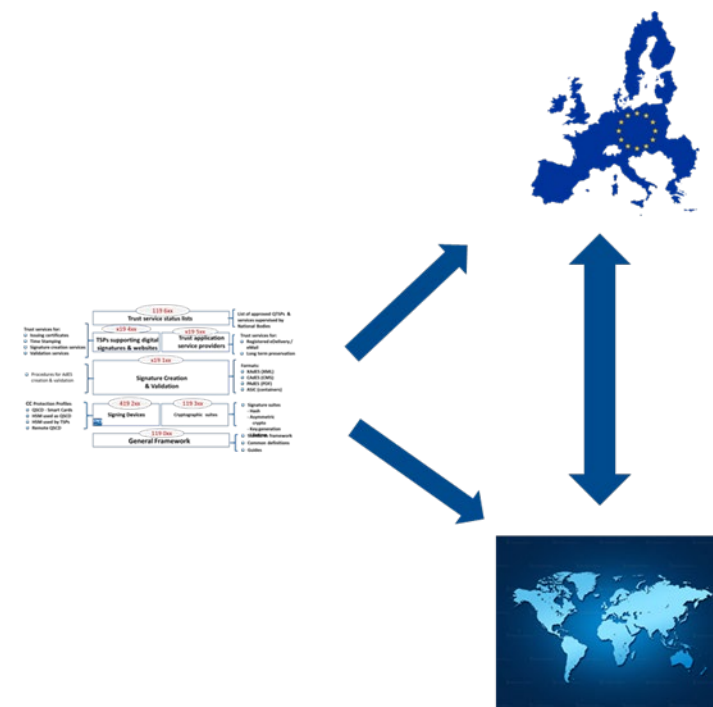 119 6xx
Trust service status lists
List of approved QTSPs &
services supervised by
National Bodies
Trust services for:
Issuing certificates
Time Stamping
Signature creation services
Validation services
x19 4xx
TSPs supporting digital
signatures & websites
x19 5xx
Trust application
service providers
Trust services for:
Registered eDelivery /
eMail
Long term preservation
x19 1xx
Signature Creation
& Validation
Procedures for AdES
creation & validation
Formats:
XAdES (XML)
CAdES (CMS)
PAdES (PDF)
ASiC (containers)
CC Protection Profiles:
QSCD - Smart Cards
HSM used as QSCD
HSM used by TSPs
Remote QSCD
419 2xx
Signing Devices
119 3xx
Cryptographic suites
Signature suites
- Hash
- Asymmetric
crypto
- Key generation
119 0xx
General Framework
framework
Common definitions
Guides